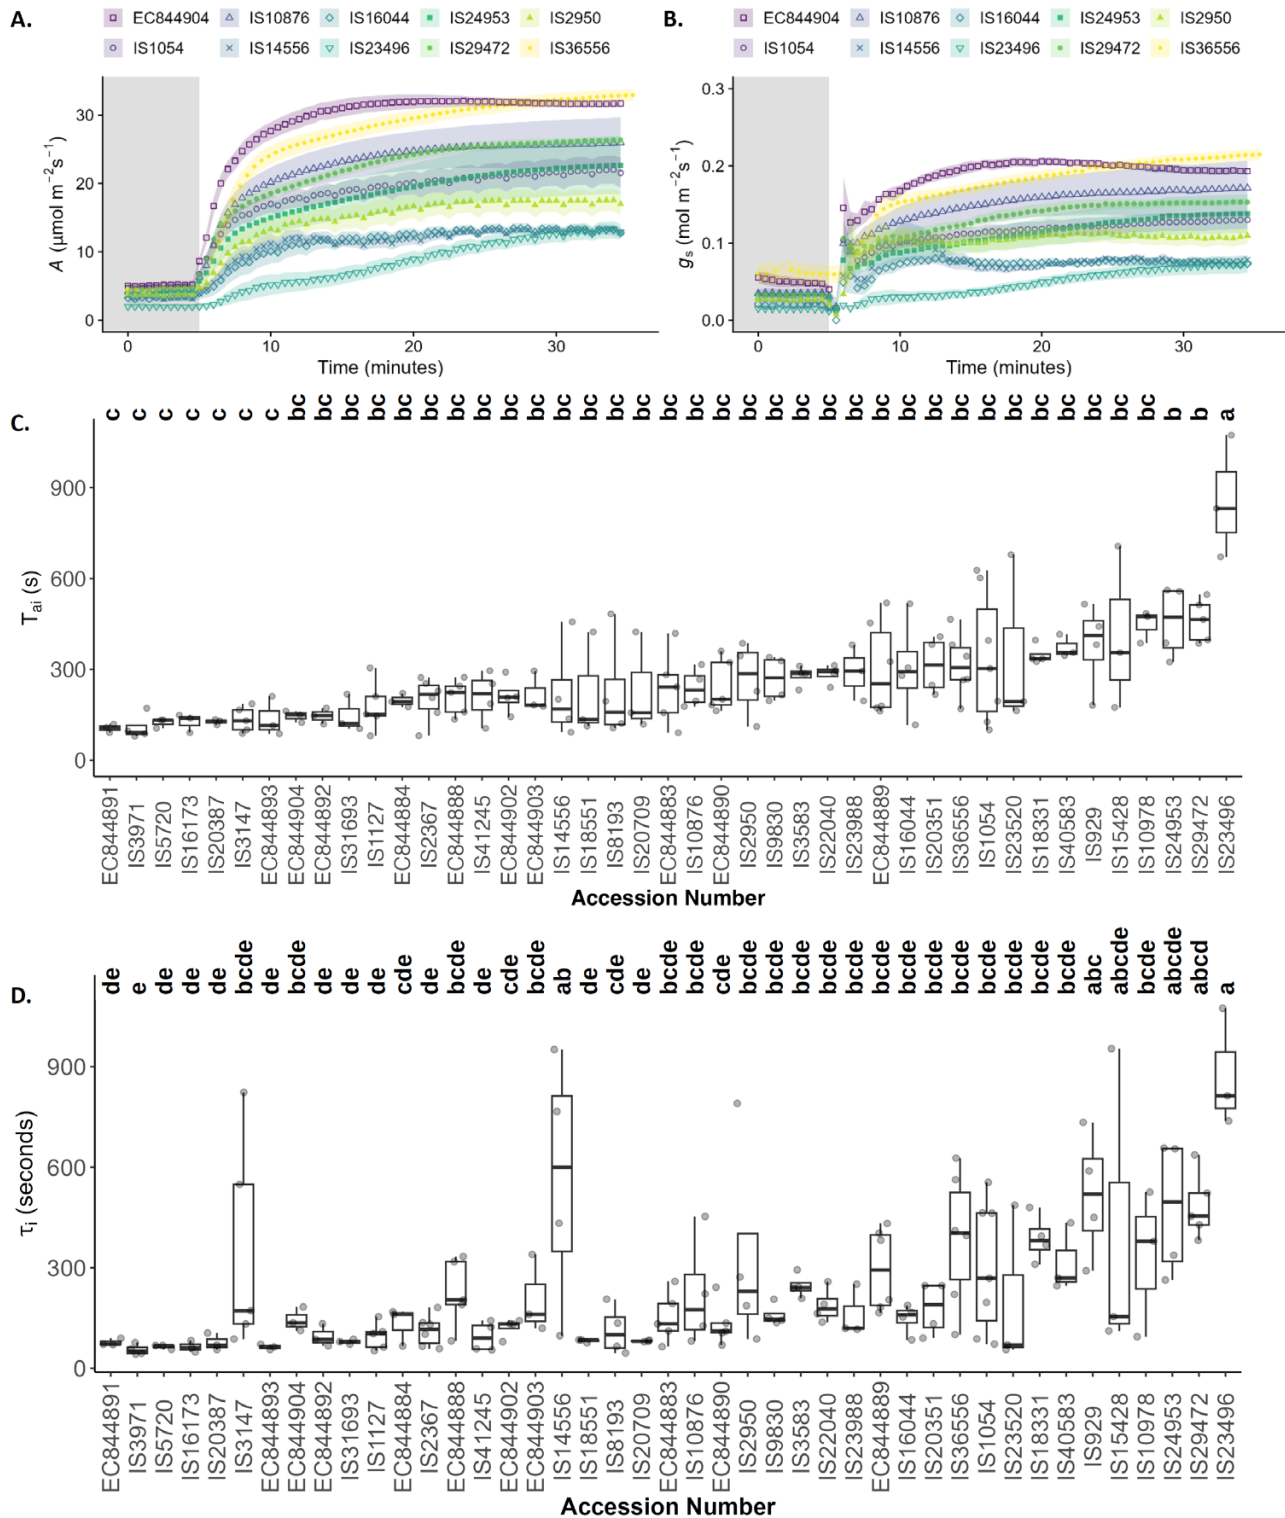 A.
EC844904 IS10876 IS16044 IS24953 IS2950
IS1054 IS14556 IS23496 IS29472 IS36556
30
20
10
0
A (μmol m⁻²s⁻¹)
0 10 20 30
Time (minutes)
B.
EC844904 IS10876 IS16044 IS24953 IS2950
IS1054 IS14556 IS23496 IS29472 IS36556
0.3
0.2
0.1
0.0
gs (mol m⁻²s⁻¹)
0 10 20 30
Time (minutes)
C.
c c c c c c c bc bc bc bc bc bc bc bc bc bc bc bc bc bc bc bc bc bc bc bc bc bc bc bc bc bc bc bc bc bc bc bc bc b b a
900
600
300
0
Tai (s)
EC844891 IS3971 IS5720 IS16173 IS20387 IS3147 EC844893 EC844904 EC844892 IS31693 IS1127 EC844884 IS2367 EC844888 IS41245 EC844902 EC844903 IS14556 IS18551 IS8193 IS20709 EC844883 IS10876 EC844890 IS2950 IS9830 IS3583 IS22040 IS23988 EC844889 IS16044 IS20351 IS36556 IS1054 IS23520 IS18331 IS40583 IS929 IS15428 IS10978 IS24953 IS29472 IS23496
Accession Number
D.
de e de de de bcde de bcde de de de cde de bcde de cde bcde ab de cde de bcde bcde cde bcde bcde bcde bcde bcde bcde bcde bcde bcde bcde bcde bcde bcde abc abcde bcde abcde abcd a
900
600
300
0
τi (seconds)
EC844891 IS3971 IS5720 IS16173 IS20387 IS3147 EC844893 EC844904 EC844892 IS31693 IS1127 EC844884 IS2367 EC844888 IS41245 EC844902 EC844903 IS14556 IS18551 IS8193 IS20709 EC844883 IS10876 EC844890 IS2950 IS9830 IS3583 IS22040 IS23988 EC844889 IS16044 IS20351 IS36556 IS1054 IS23520 IS18331 IS40583 IS929 IS15428 IS10978 IS24953 IS29472 IS23496
Accession Number